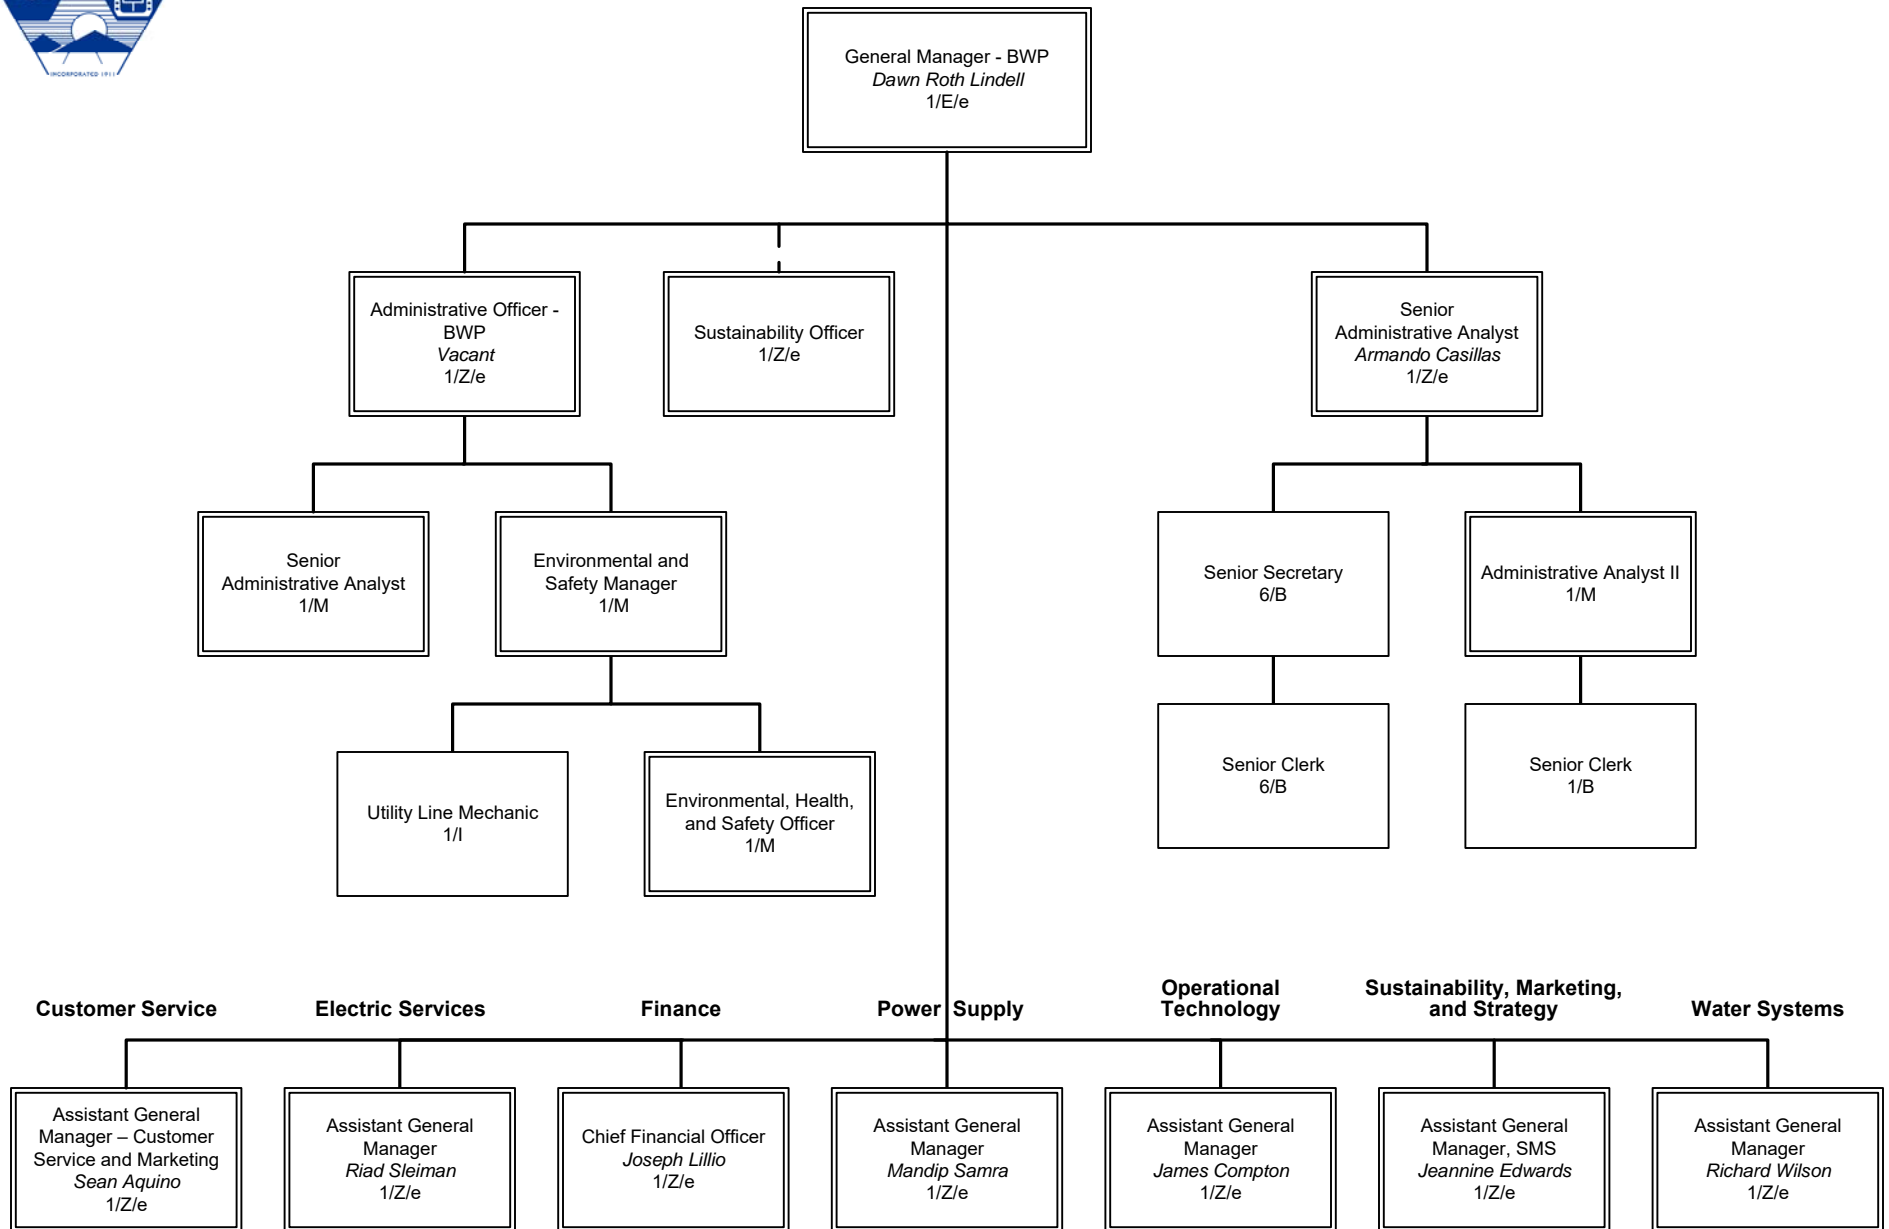 INCORPORATED 1911
General Manager - BWP
Dawn Roth Lindell
1/E/e
Administrative Officer -
BWP
Vacant
1/Z/e
Sustainability Officer
1/Z/e
Senior
Administrative Analyst
Armando Casillas
1/Z/e
Senior
Administrative Analyst
1/M
Environmental and
Safety Manager
1/M
Senior Secretary
6/B
Administrative Analyst II
1/M
Utility Line Mechanic
1/I
Environmental, Health,
and Safety Officer
1/M
Senior Clerk
6/B
Senior Clerk
1/B
Customer Service
Electric Services
Finance
Power Supply
Operational
Technology
Sustainability, Marketing,
and Strategy
Water Systems
Assistant General
Manager – Customer
Service and Marketing
Sean Aquino
1/Z/e
Assistant General
Manager
Riad Sleiman
1/Z/e
Chief Financial Officer
Joseph Lillio
1/Z/e
Assistant General
Manager
Mandip Samra
1/Z/e
Assistant General
Manager
James Compton
1/Z/e
Assistant General
Manager, SMS
Jeannine Edwards
1/Z/e
Assistant General
Manager
Richard Wilson
1/Z/e